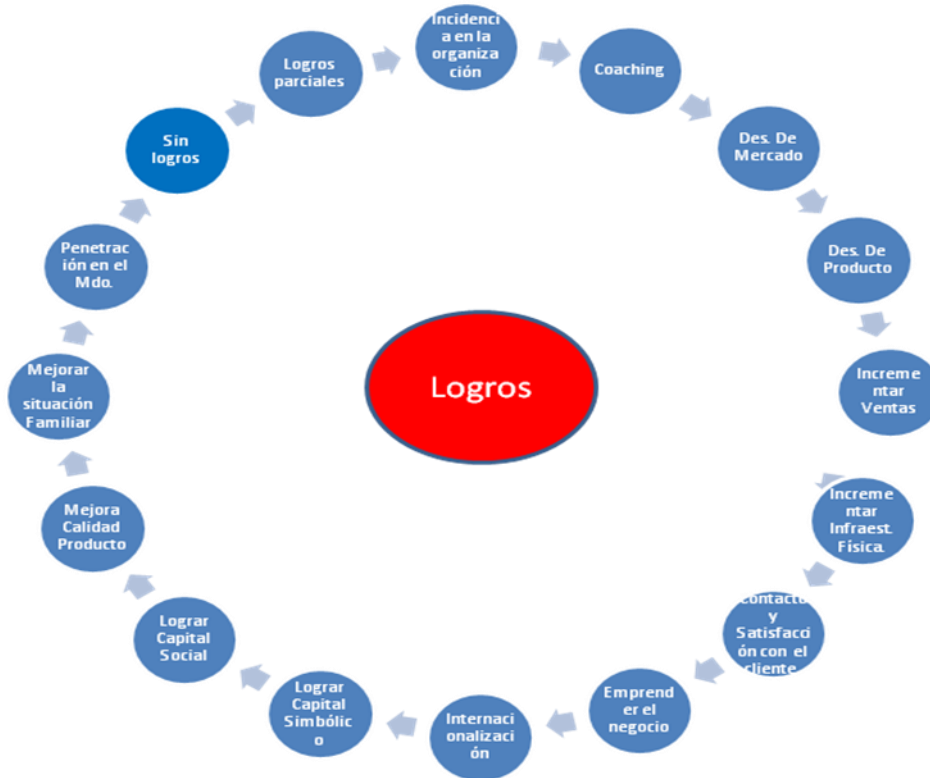 Incidenci
a en la
organiza
ción
Coaching
Des. De
Mercado
Des. De
Producto
Increme
ntar
Ventas
Increme
ntar
Infraest.
Física.
Contacto
y
Satisfacci
ón con el
cliente
Emprend
er el
negocio
Internaci
onalizaci
ón
Lograr
Capital
Simbólic
o
Lograr
Capital
Social
Mejora
Calidad
Producto
Mejorar
la
situación
Familiar
Penetrac
ión en el
Mdo.
Sin
logros
Logros
parciales
Logros